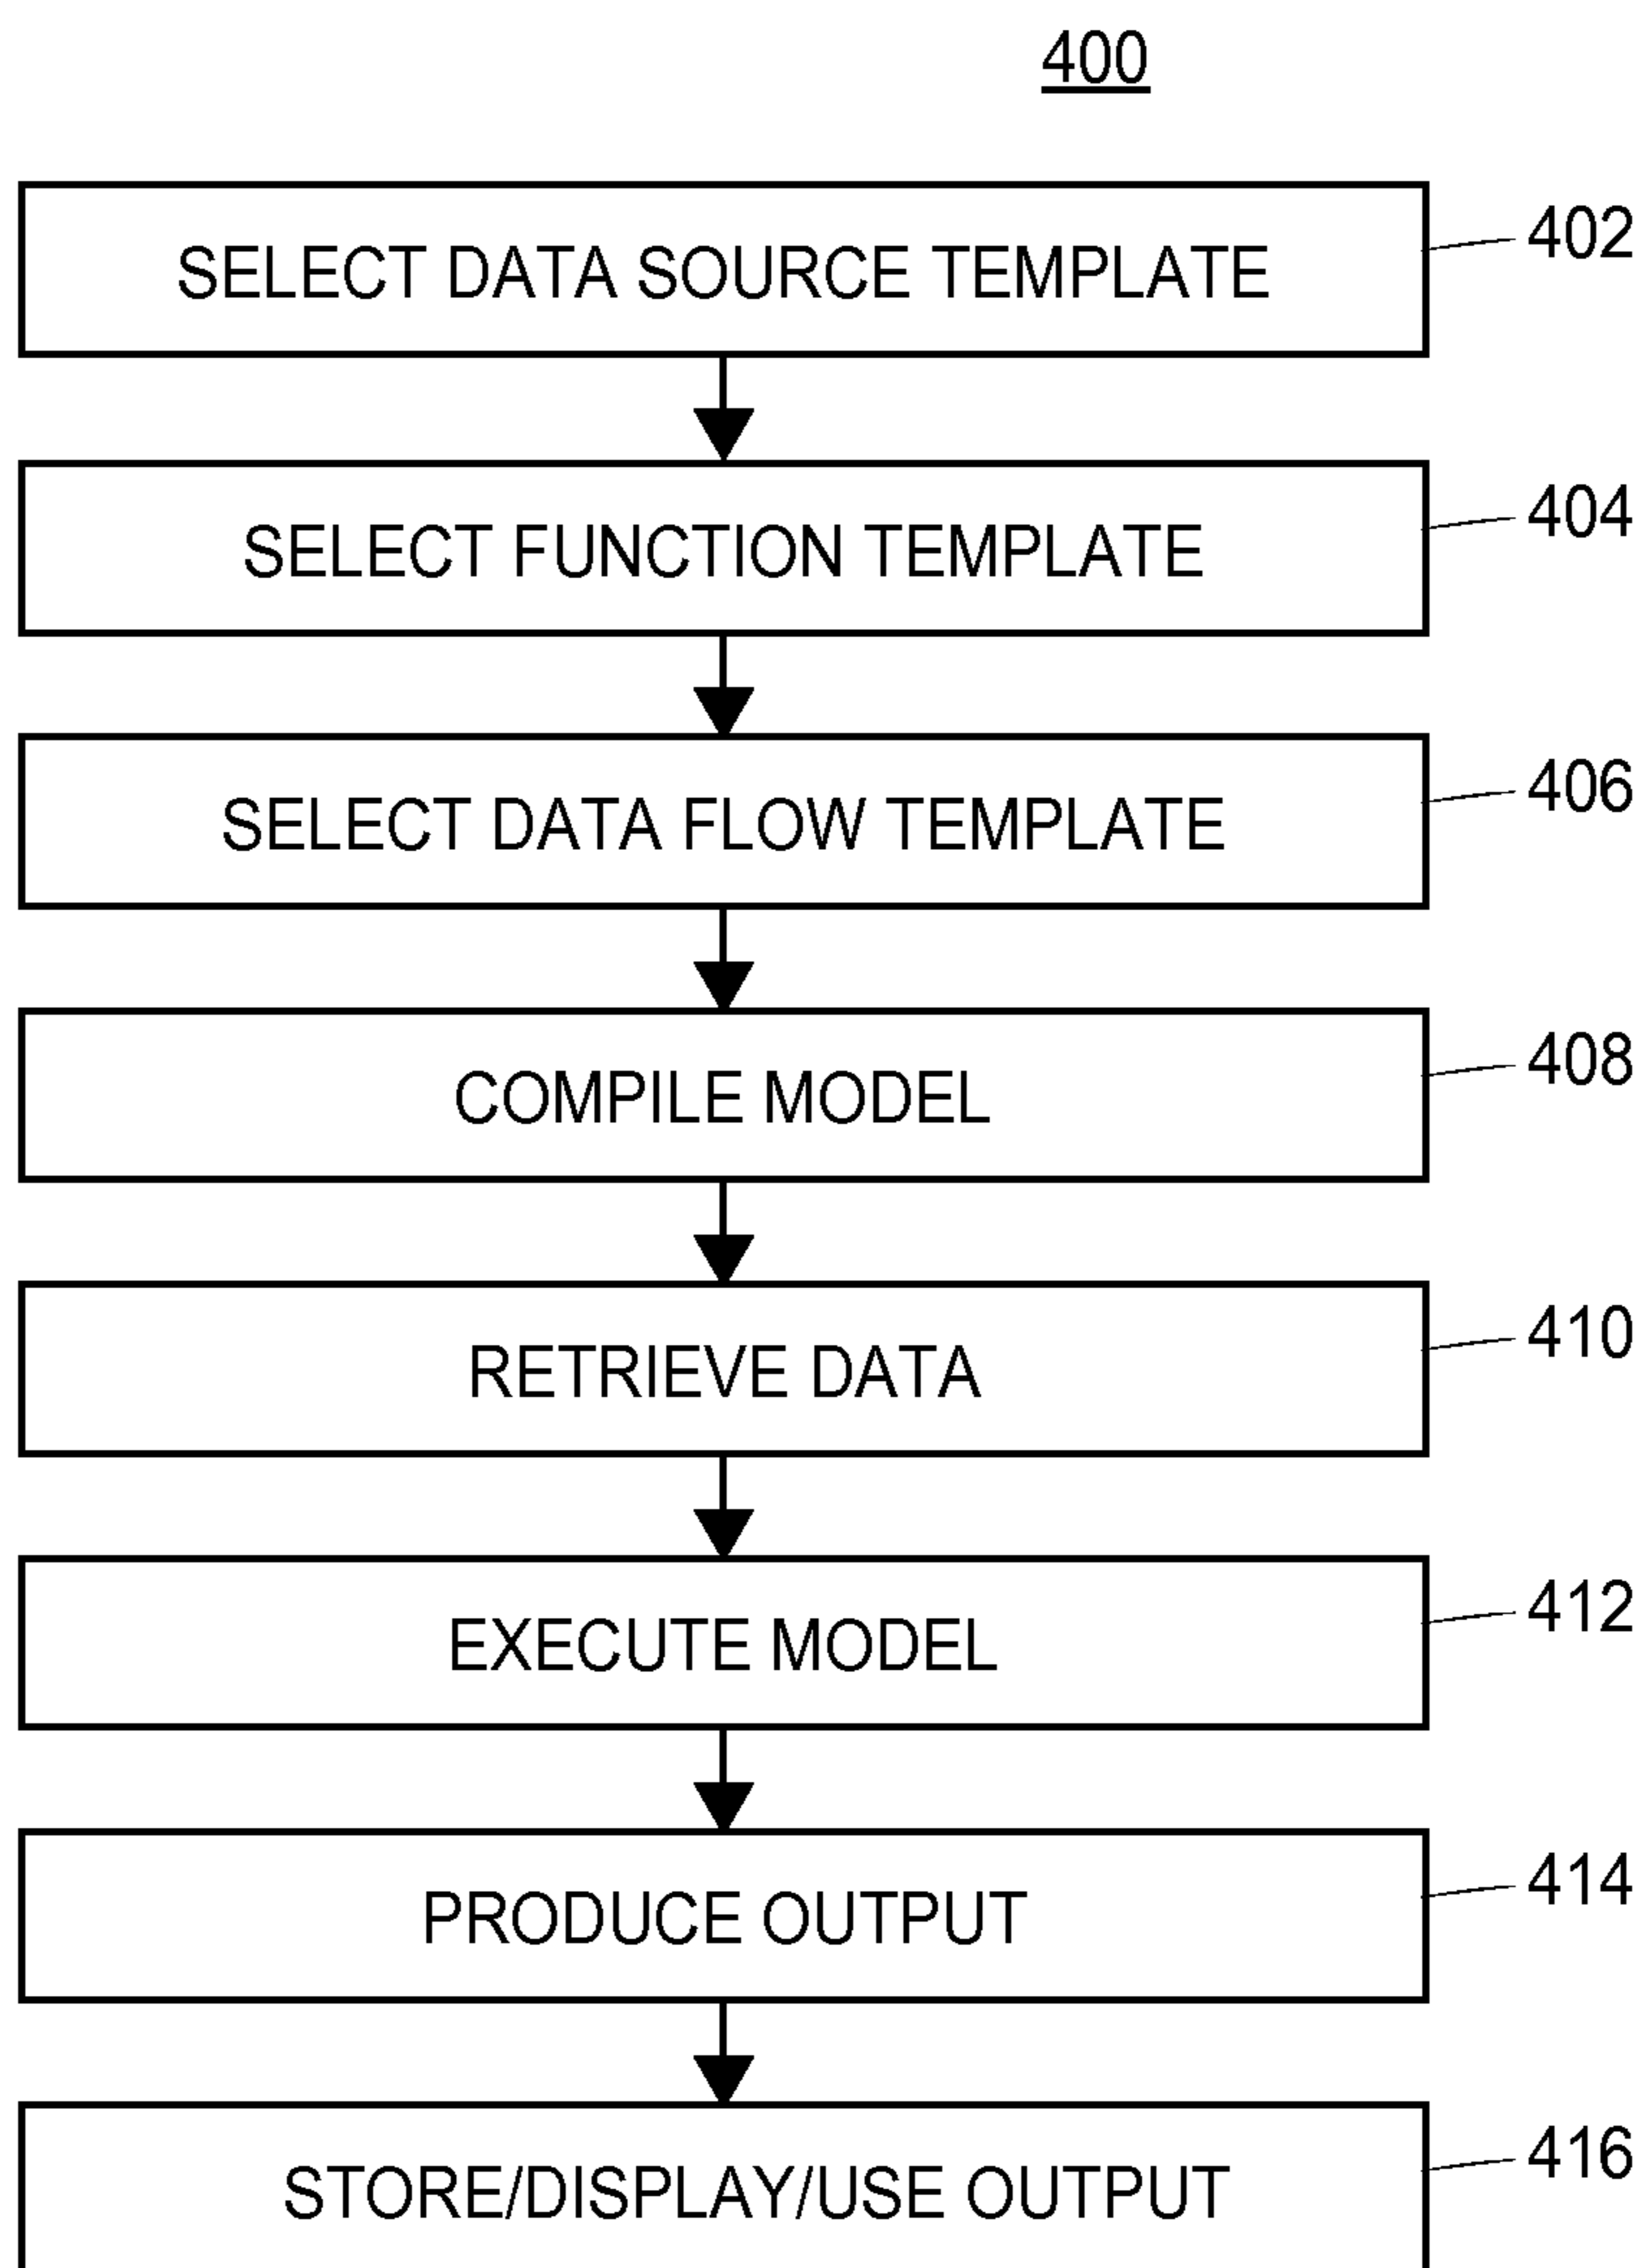 400
SELECT DATA SOURCE TEMPLATE
402
SELECT FUNCTION TEMPLATE
404
SELECT DATA FLOW TEMPLATE
406
COMPILE MODEL
408
RETRIEVE DATA
410
EXECUTE MODEL
412
PRODUCE OUTPUT
414
STORE/DISPLAY/USE OUTPUT
416